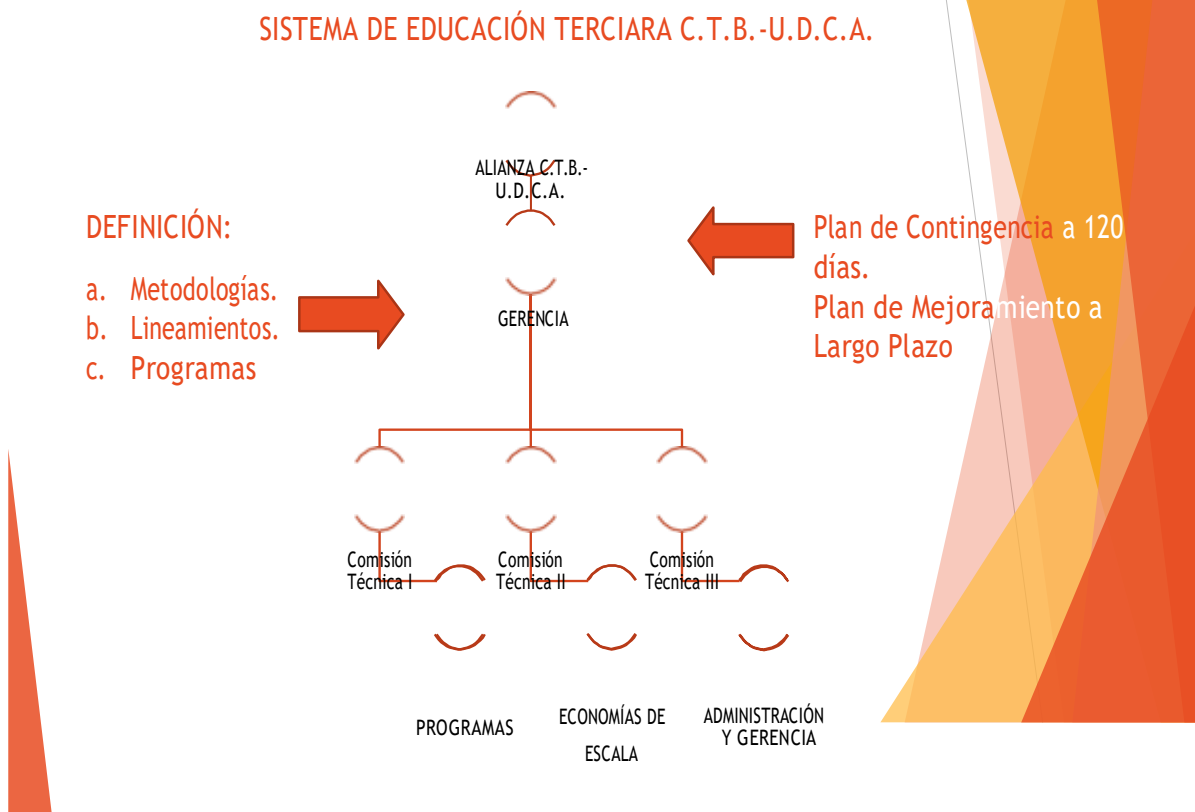 SISTEMA DE EDUCACIÓN TERCIARA C.T.B.-U.D.C.A.
ALIANZA C.T.B.-
U.D.C.A.
DEFINICIÓN:
a. Metodologías.
b. Lineamientos.
c. Programas
Plan de Contingencia a 120
días.
Plan de Mejoramiento a
Largo Plazo
GERENCIA
Comisión
Técnica I
Comisión
Técnica II
Comisión
Técnica III
PROGRAMAS
ECONOMÍAS DE
ESCALA
ADMINISTRACIÓN
Y GERENCIA